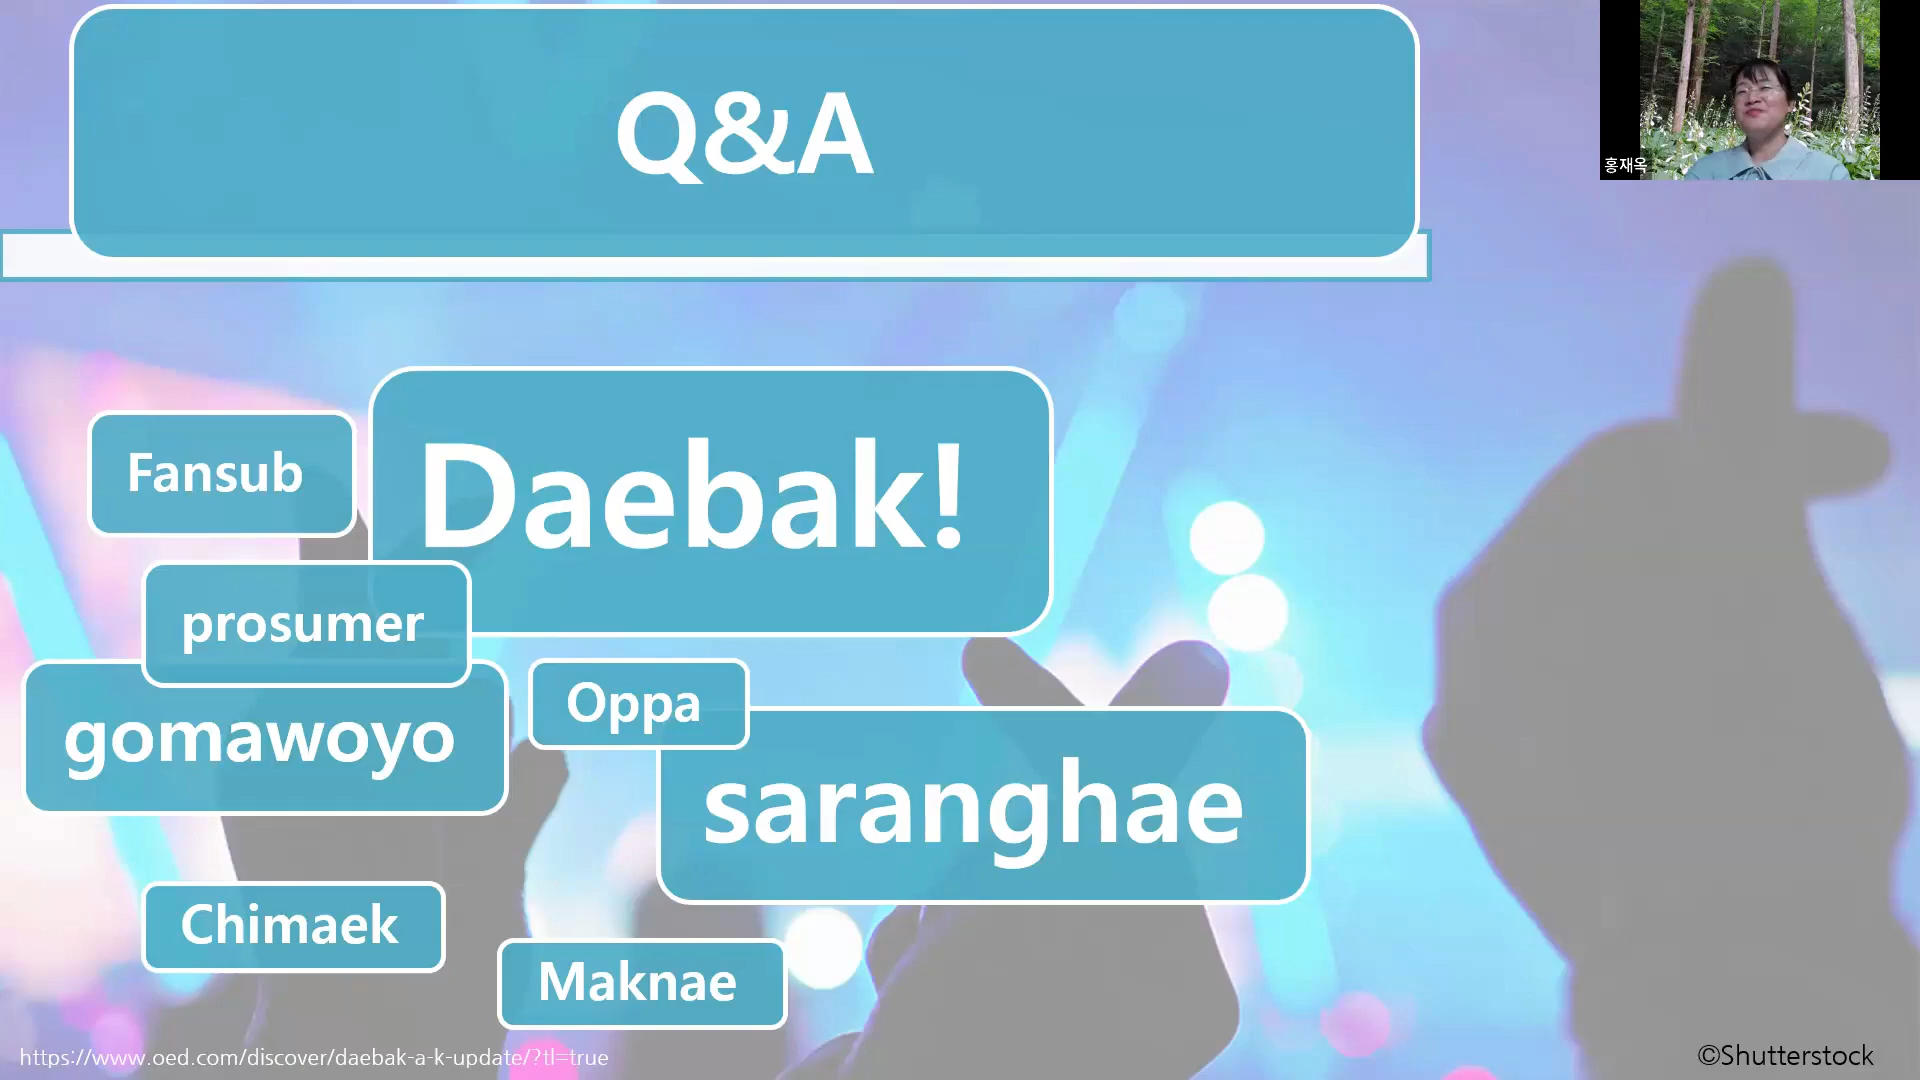 Q&A
홍재옥
Fansub
Daebak!
prosumer
gomawoyo
Oppa
saranghae
Chimaek
Maknae
https://www.oed.com/discover/daebak-a-k-update/?tl=true
©Shutterstock